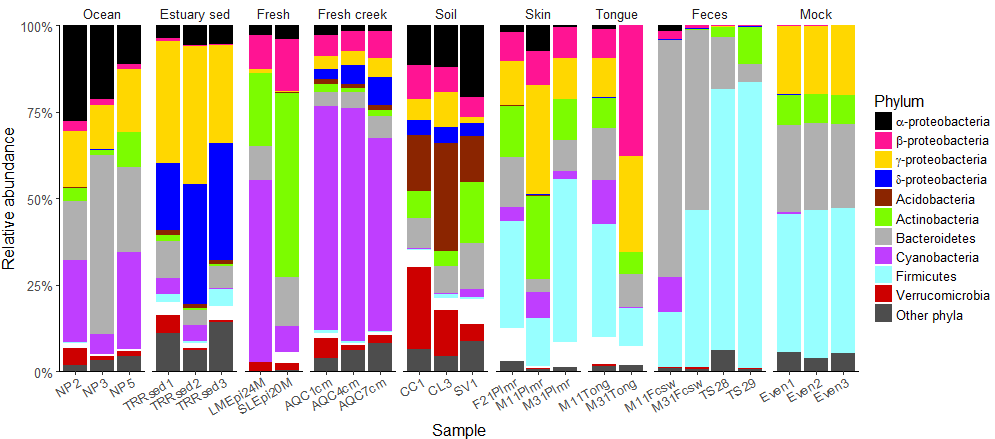 Ocean Estuary sed Fresh Fresh creek Soil Skin Tongue Feces Mock
100%
75%
50%
25%
0%
Relative abundance
NP2 NP3 NP5 TRRsed1 TRRsed2 TRRsed3 LMEpi24M SLEpi20M AQC1cm AQC4cm AQC7cm CC1 CL3 SV1 F21Plmr M11Plmr M31Plmr M11Tong M31Tong M11Fcsw M31Fcsw TS28 TS29 Even1 Even2 Even3
Sample
Phylum
α-proteobacteria
β-proteobacteria
γ-proteobacteria
δ-proteobacteria
Acidobacteria
Actinobacteria
Bacteroidetes
Cyanobacteria
Firmicutes
Verrucomicrobia
Other phyla